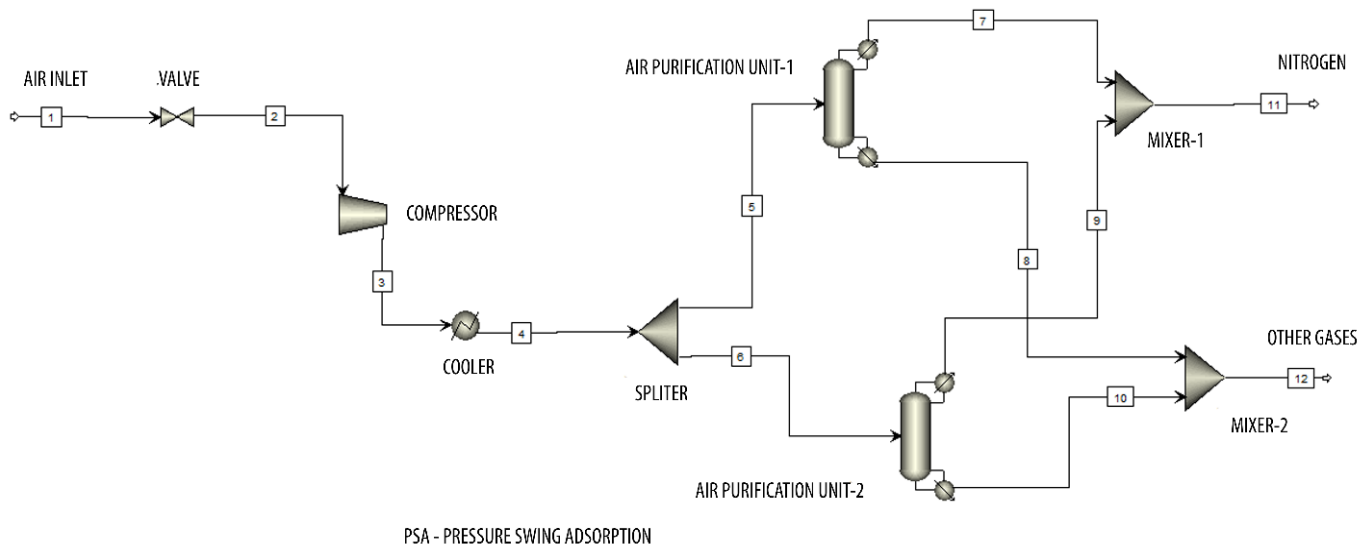 7
AIR PURIFICATION UNIT-1
NITROGEN
AIR INLET
.VALVE
1
2
11
MIXER-1
5
9
COMPRESSOR
8
3
4
6
COOLER
SPLITER
OTHER GASES
12
10
MIXER-2
AIR PURIFICATION UNIT-2
PSA - PRESSURE SWING ADSORPTION